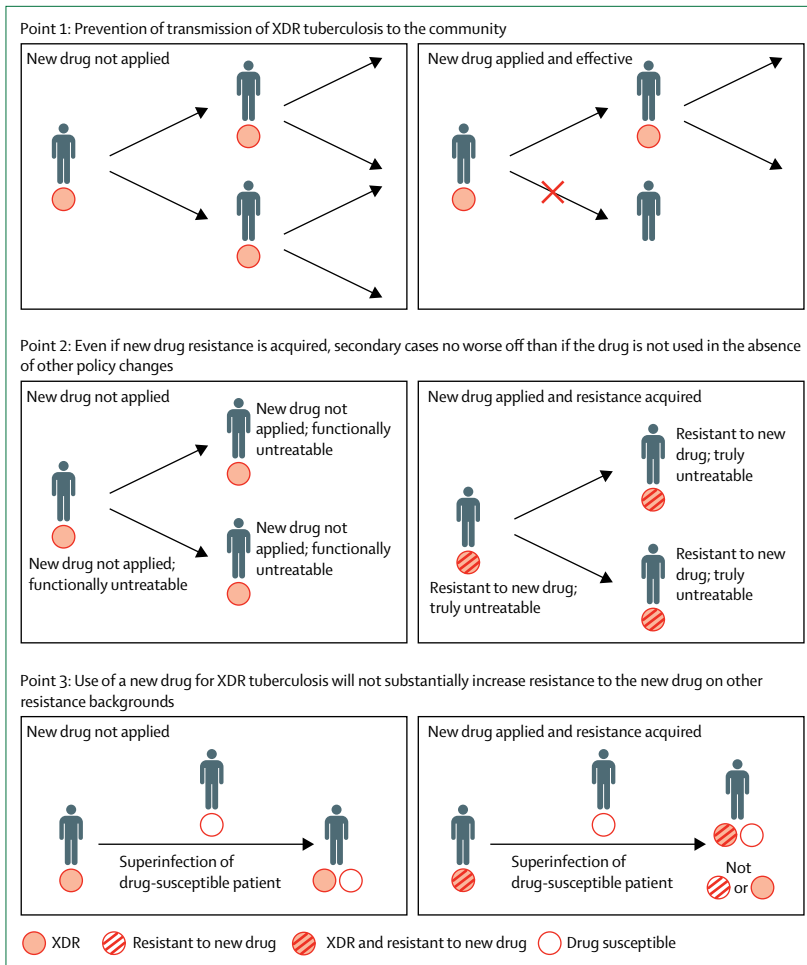 Point 1: Prevention of transmission of XDR tuberculosis to the community
New drug not applied
New drug applied and effective
Point 2: Even if new drug resistance is acquired, secondary cases no worse off than if the drug is not used in the absence
of other policy changes
New drug not applied
New drug not
applied; functionally
untreatable
New drug not
applied; functionally
untreatable
New drug not applied;
functionally untreatable
New drug applied and resistance acquired
Resistant to new
drug; truly
untreatable
Resistant to new
drug; truly
untreatable
Resistant to new drug;
truly untreatable
Point 3: Use of a new drug for XDR tuberculosis will not substantially increase resistance to the new drug on other
resistance backgrounds
New drug not applied
Superinfection of
drug-susceptible patient
New drug applied and resistance acquired
Superinfection of
drug-susceptible patient
Not
or
XDR
Resistant to new drug
XDR and resistant to new drug
Drug susceptible